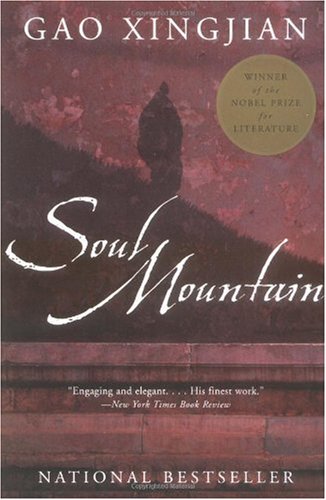 GAO XINGJIAN
WINNER
of the
NOBEL PRIZE
for
LITERATURE
Soul
Mountain
"Engaging and elegant. . . . His finest work."
—New York Times Book Review
NATIONAL BESTSELLER